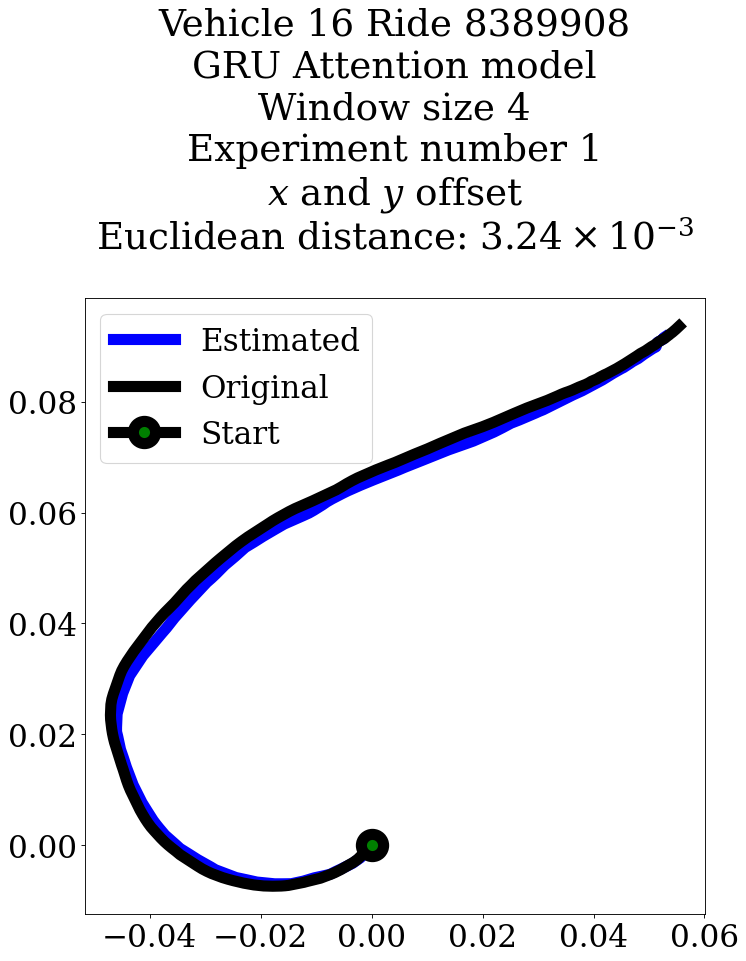 Vehicle 16 Ride 8389908
GRU Attention model
Window size 4
Experiment number 1
x and y offset
Euclidean distance: 3.24 × 10⁻³
Estimated
Original
Start
0.08
0.06
0.04
0.02
0.00
−0.04 −0.02 0.00 0.02 0.04 0.06